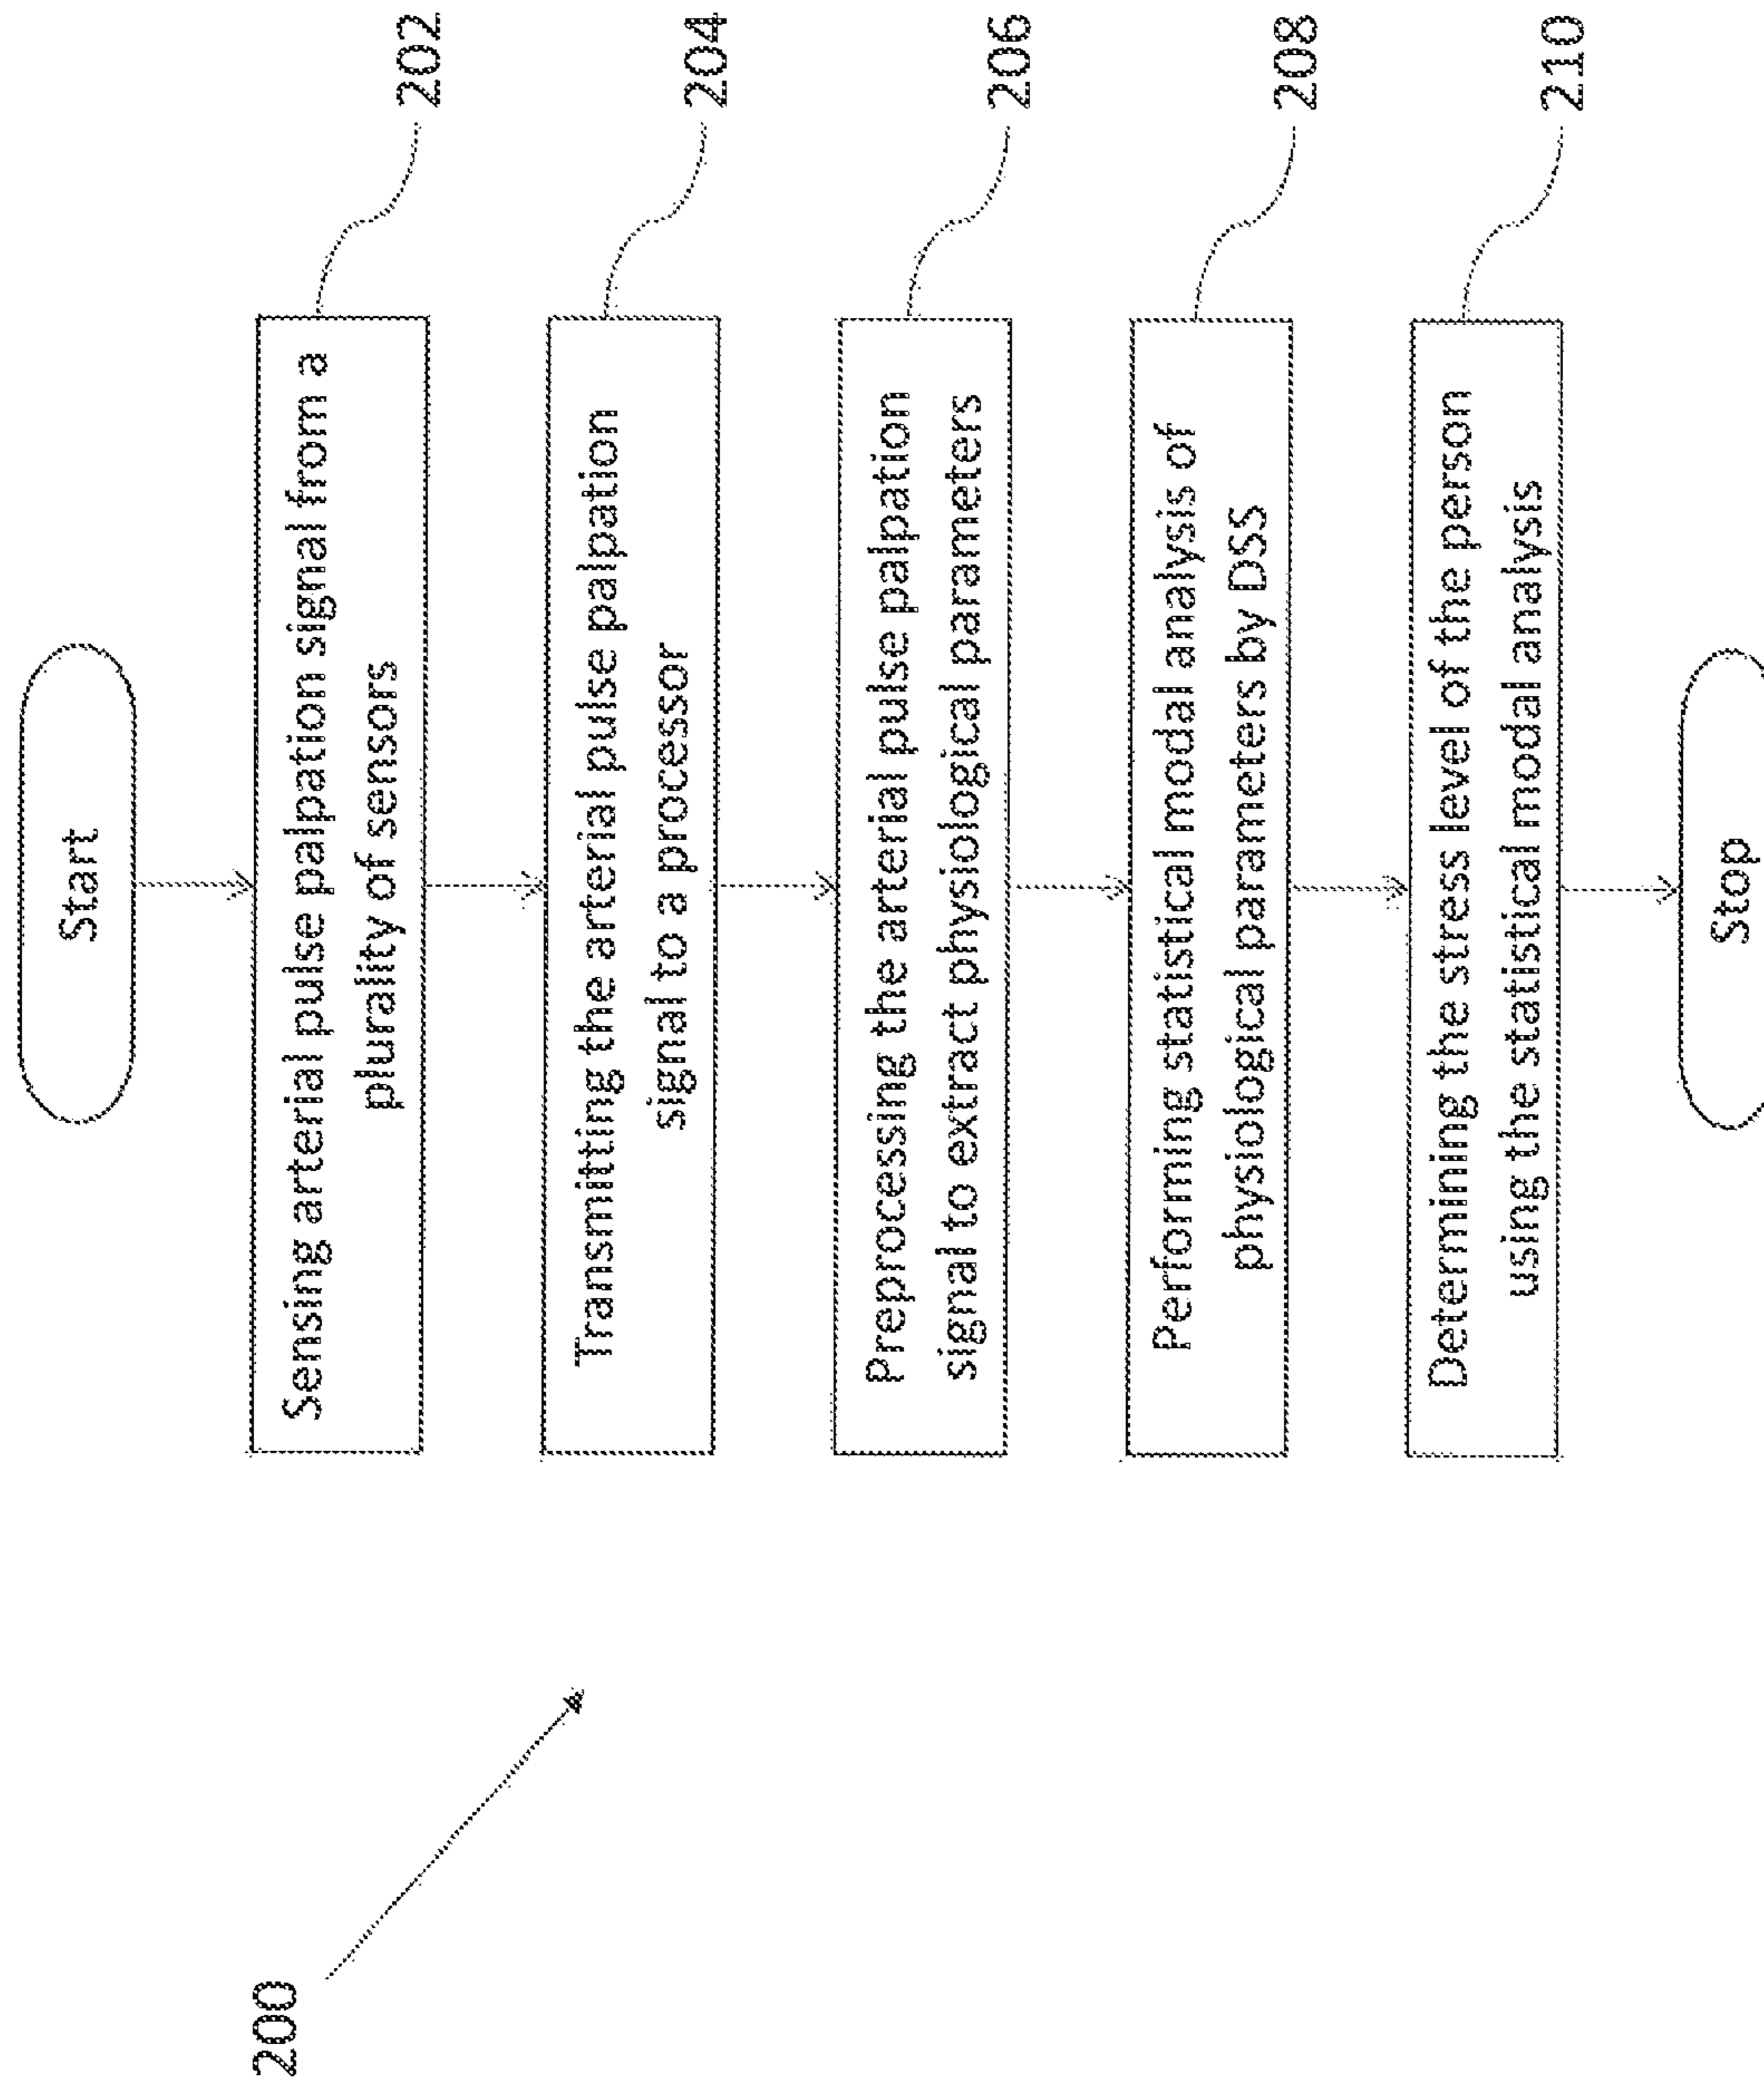 200
Start
Sensing arterial pulse palpation signal from a
plurality of sensors
202
Transmitting the arterial pulse palpation
signal to a processor
204
Preprocessing the arterial pulse palpation
signal to extract physiological parameters
206
Performing statistical modal analysis of
physiological parameters by DSS
208
Determining the stress level of the person
using the statistical modal analysis
210
Stop